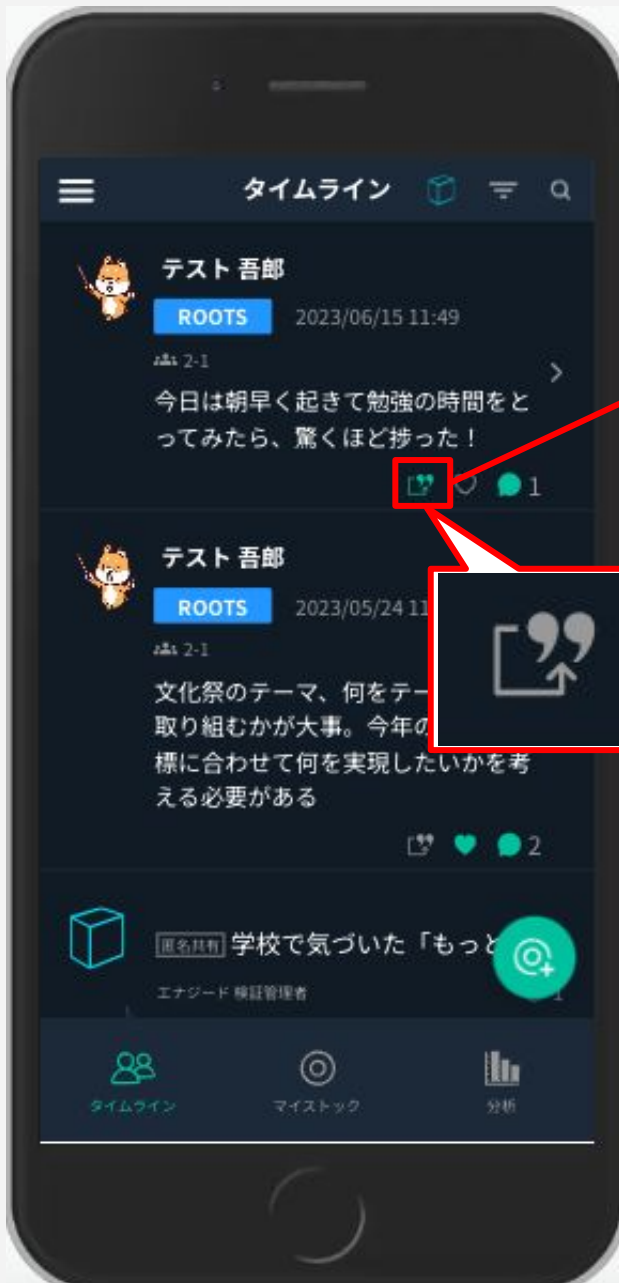 タイムライン
テスト 吾郎
ROOTS 2023/06/15 11:49
2-1
今日は朝早く起きて勉強の時間をと
ってみたら、驚くほど捗った！
1
テスト 吾郎
ROOTS 2023/05/24 11
2-1
文化祭のテーマ、何をテー
取り組むかが大事。今年の
標に合わせて何を実現したいかを考
える必要がある
2
匿名共有 学校で気づいた「もっと
エナジード 検証管理者
1
タイムライン マイストック 分析